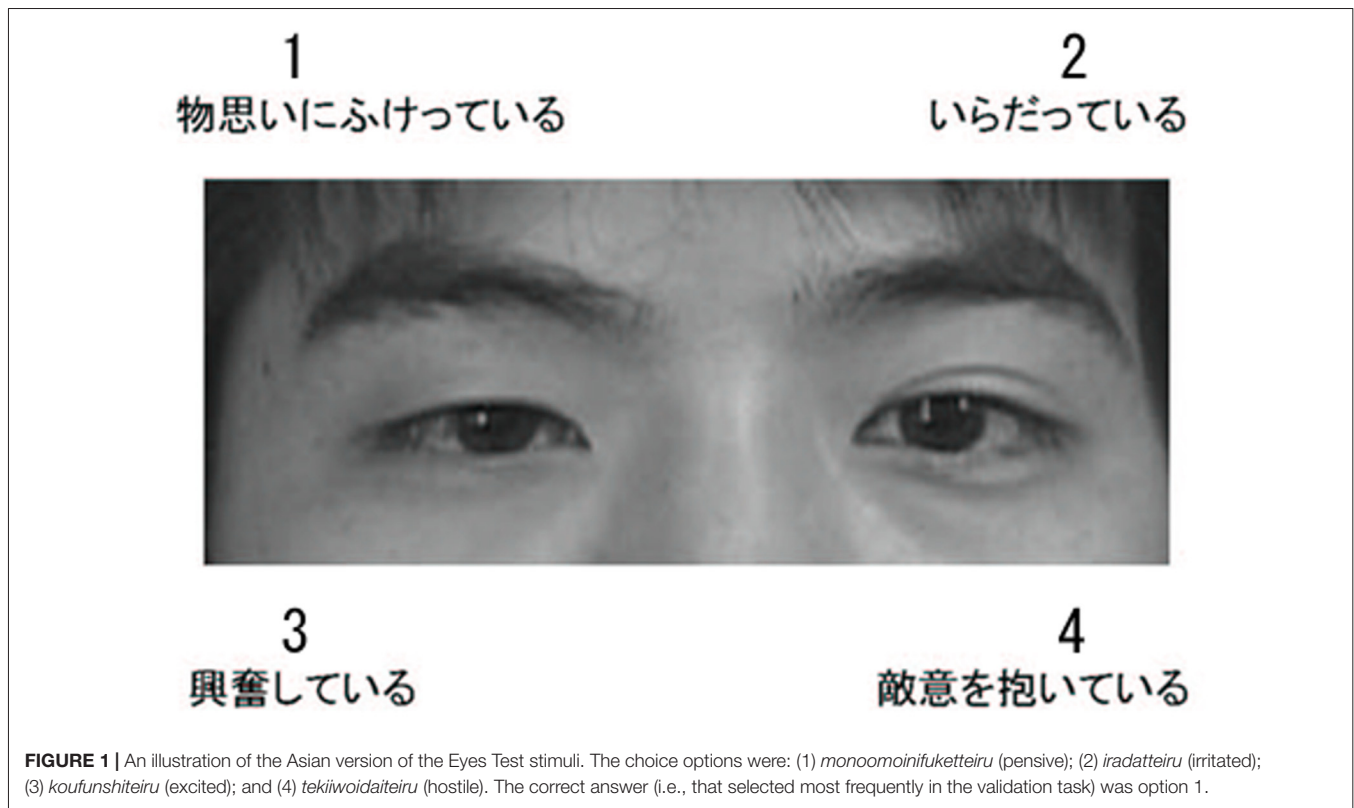 1
物思いにふけっている
2
いらだっている
3
興奮している
4
敵意を抱いている
FIGURE 1 | An illustration of the Asian version of the Eyes Test stimuli. The choice options were: (1) monoomoinifuketteiru (pensive); (2) iradatteiru (irritated);
(3) koufunshiteiru (excited); and (4) tekiiwoidaiteiru (hostile). The correct answer (i.e., that selected most frequently in the validation task) was option 1.